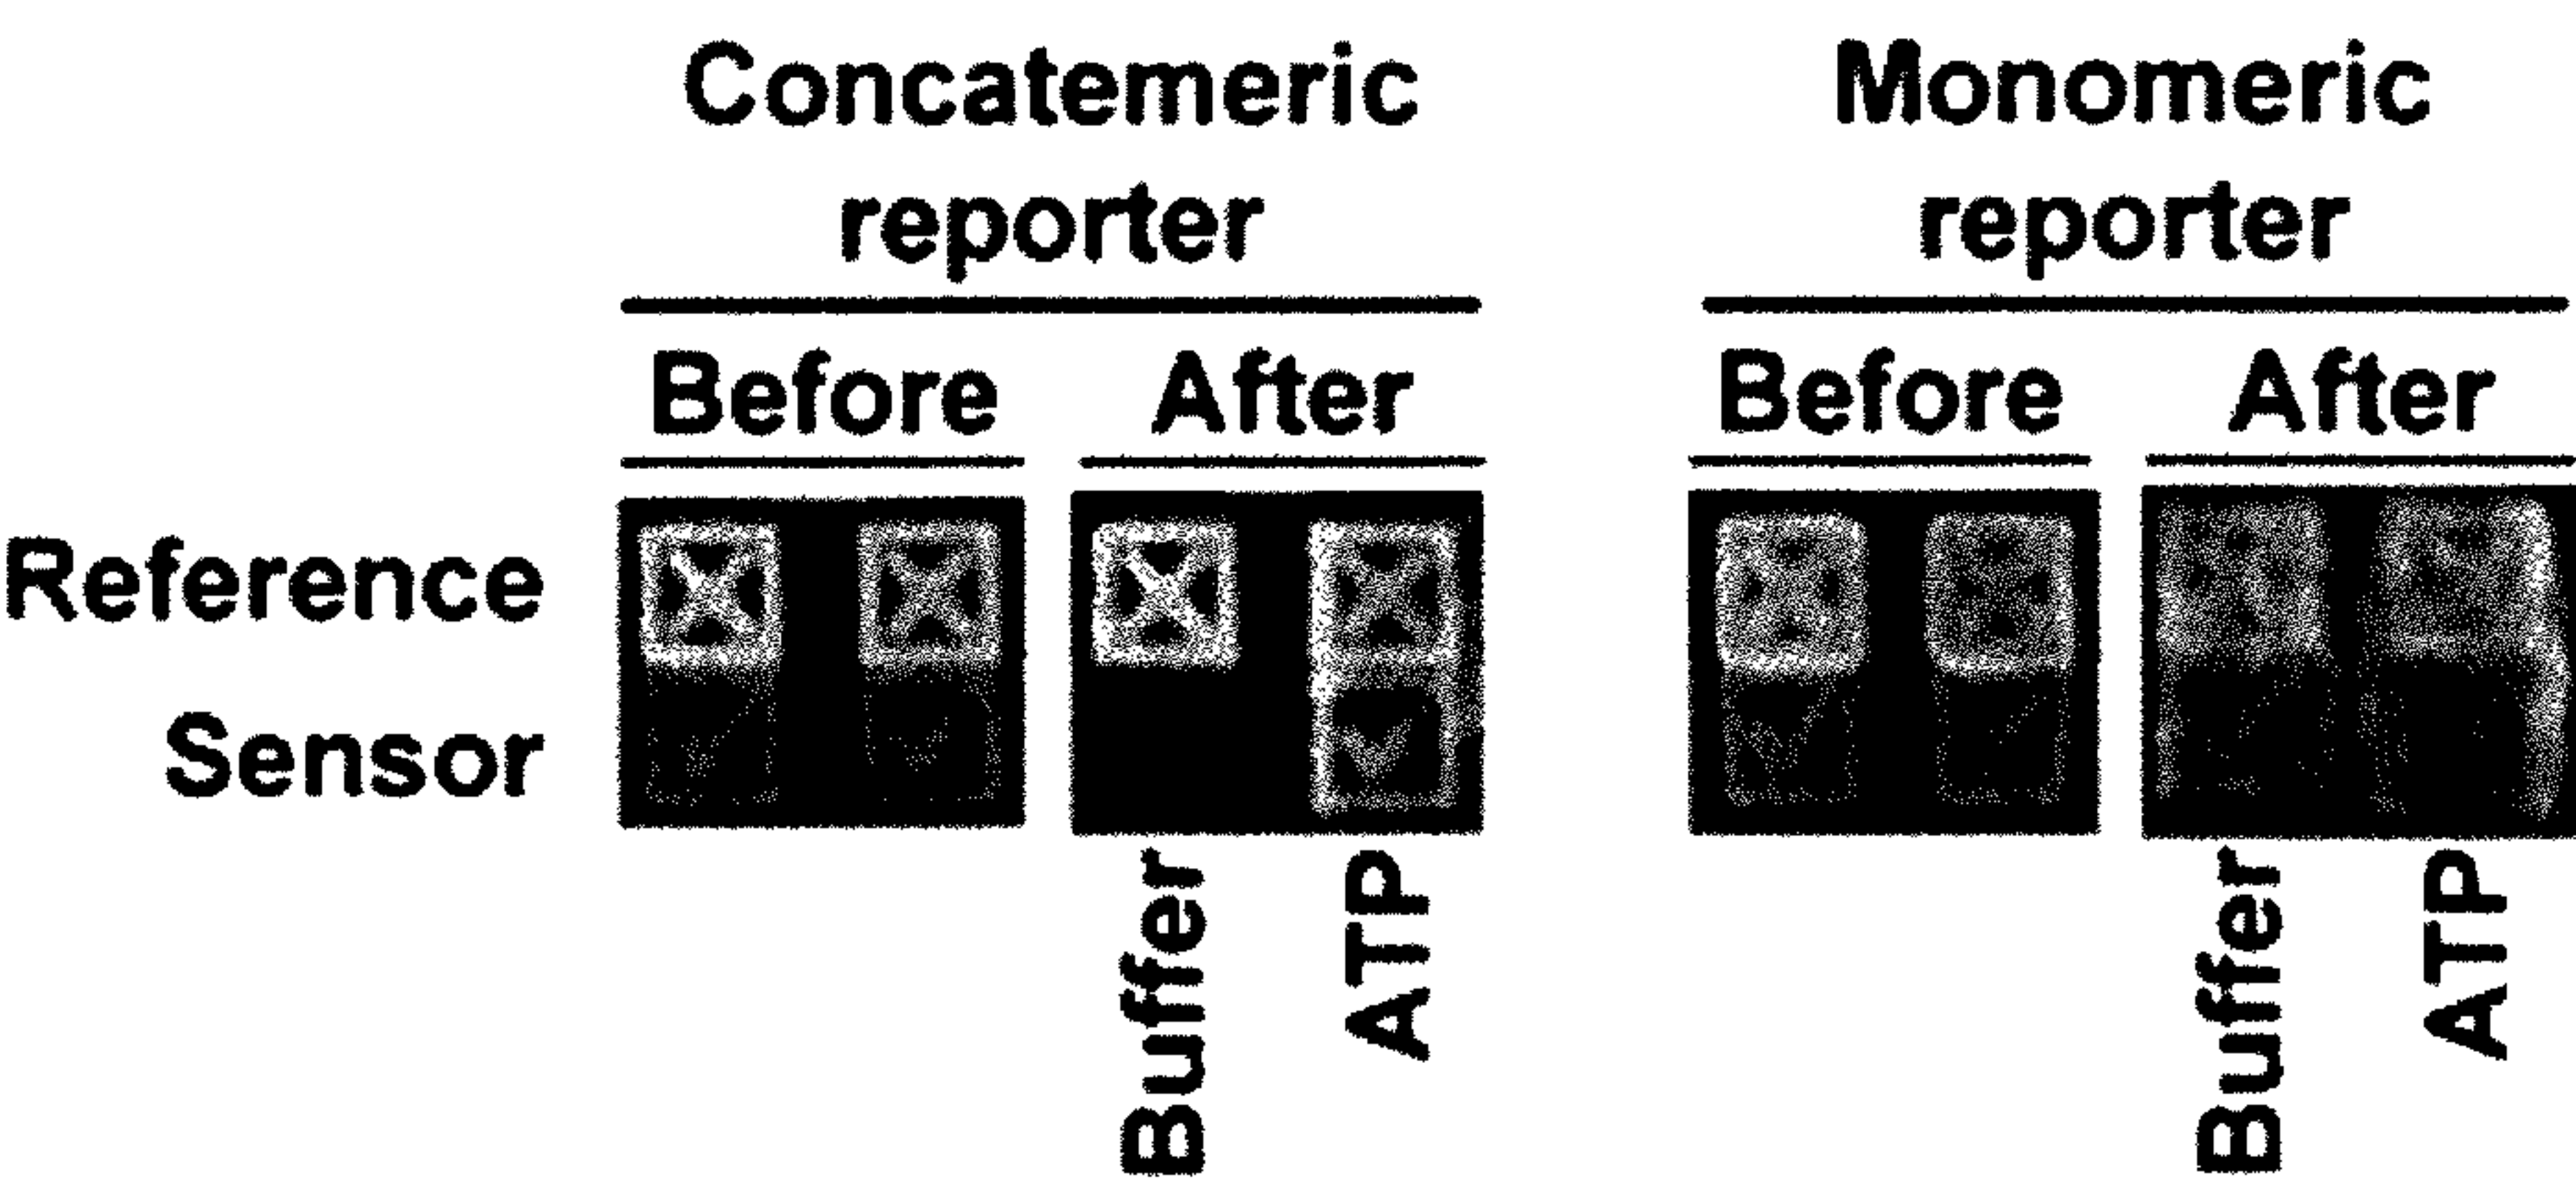 Concatemeric
reporter
Monomeric
reporter
Before
After
Before
After
Reference
Sensor
Buffer
ATP
Buffer
ATP